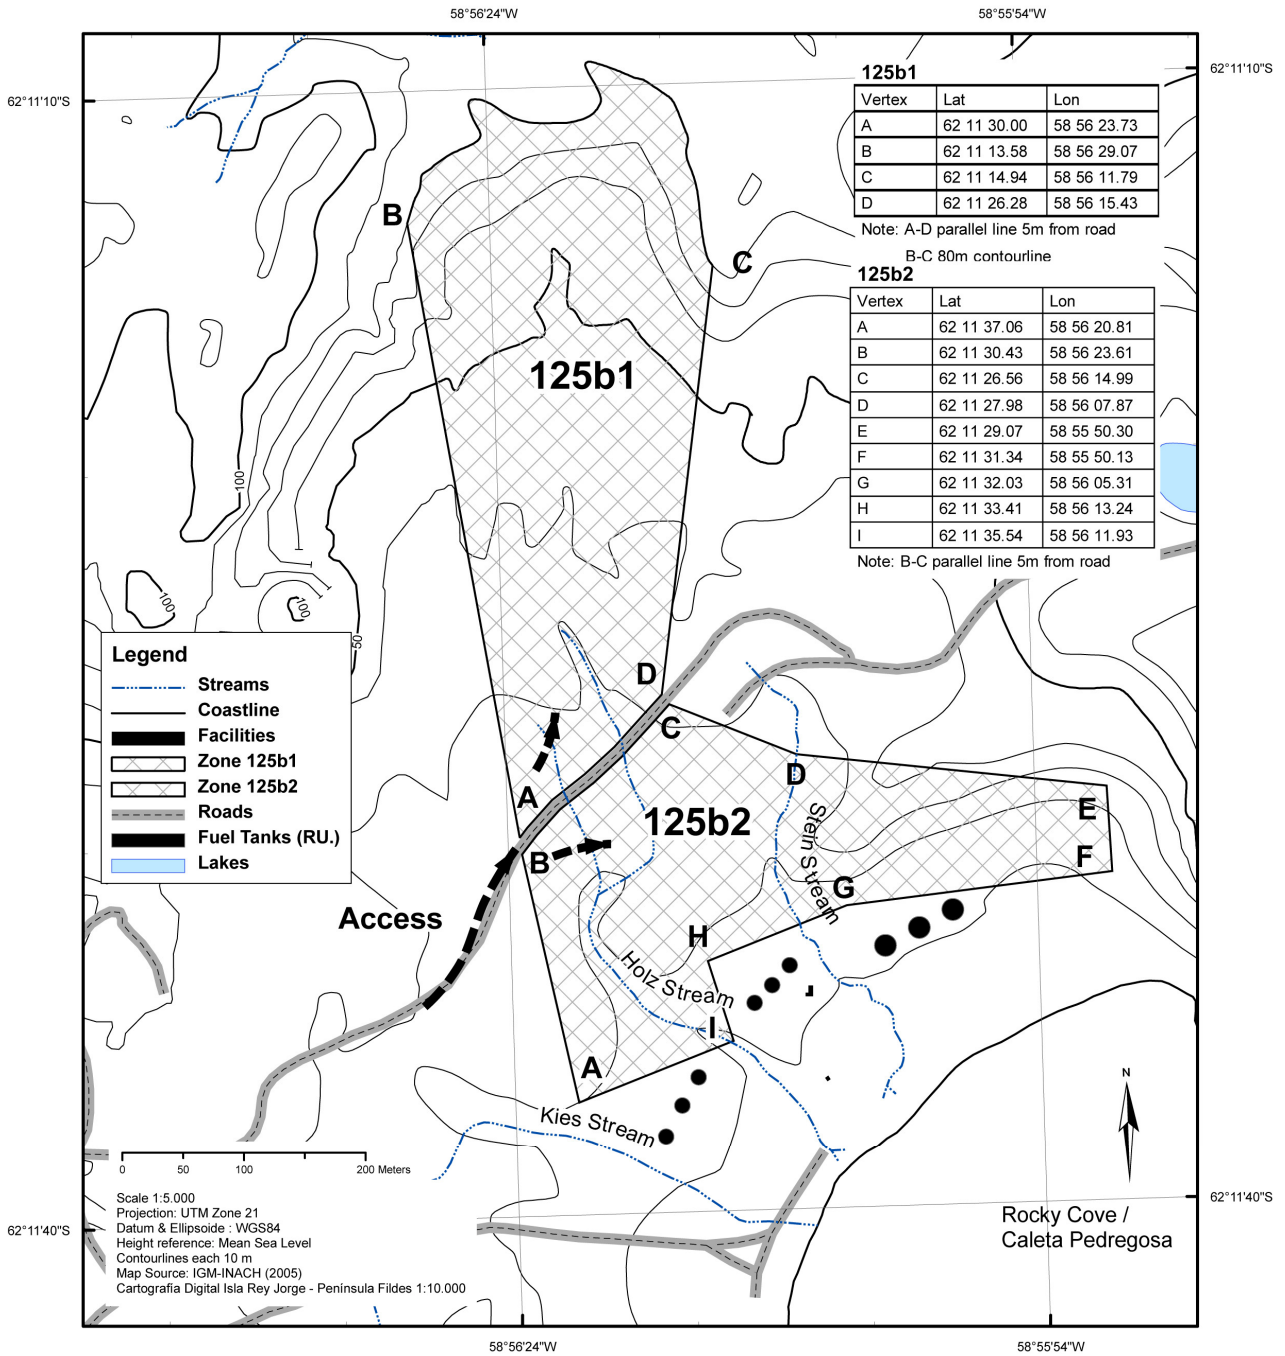 58°56'24"W
58°55'54"W
62°11'10"S
62°11'10"S
125b1
Vertex Lat Lon
A 62 11 30.00 58 56 23.73
B 62 11 13.58 58 56 29.07
C 62 11 14.94 58 56 11.79
D 62 11 26.28 58 56 15.43
Note: A-D parallel line 5m from road
B-C 80m contourline
125b2
Vertex Lat Lon
A 62 11 37.06 58 56 20.81
B 62 11 30.43 58 56 23.61
C 62 11 26.56 58 56 14.99
D 62 11 27.98 58 56 07.87
E 62 11 29.07 58 55 50.30
F 62 11 31.34 58 55 50.13
G 62 11 32.03 58 56 05.31
H 62 11 33.41 58 56 13.24
I 62 11 35.54 58 56 11.93
Note: B-C parallel line 5m from road
B
C
125b1
100
100
100
50
D
C
A
B
125b2
D
E
F
G
H
I
A
Stein Stream
Holz Stream
Kies Stream
Access
Legend
Streams
Coastline
Facilities
Zone 125b1
Zone 125b2
Roads
Fuel Tanks (RU.)
Lakes
N
0 50 100 200 Meters
Scale 1:5.000
Projection: UTM Zone 21
Datum & Ellipsoide : WGS84
Height reference: Mean Sea Level
Contourlines each 10 m
Map Source: IGM-INACH (2005)
Cartografía Digital Isla Rey Jorge - Península Fildes 1:10.000
Rocky Cove /
Caleta Pedregosa
62°11'40"S
62°11'40"S
58°56'24"W
58°55'54"W